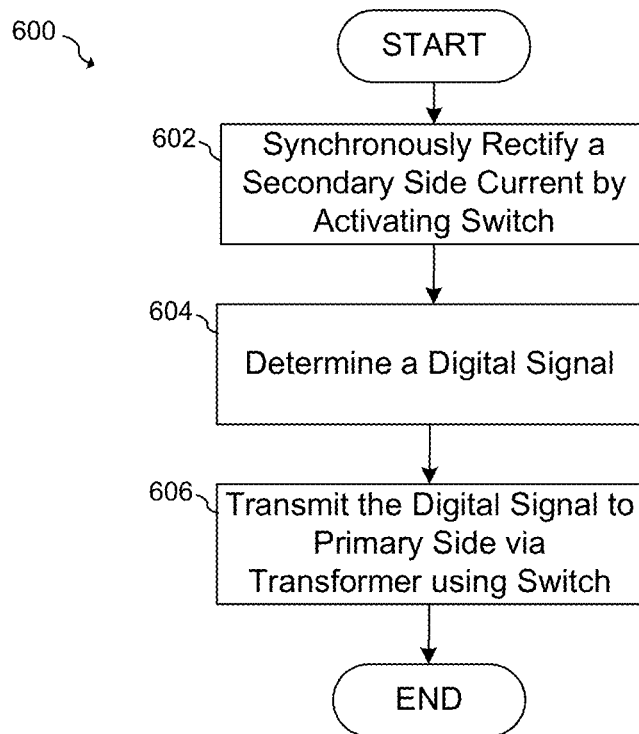 600
START
602
Synchronously Rectify a
Secondary Side Current by
Activating Switch
604
Determine a Digital Signal
606
Transmit the Digital Signal to
Primary Side via
Transformer using Switch
END